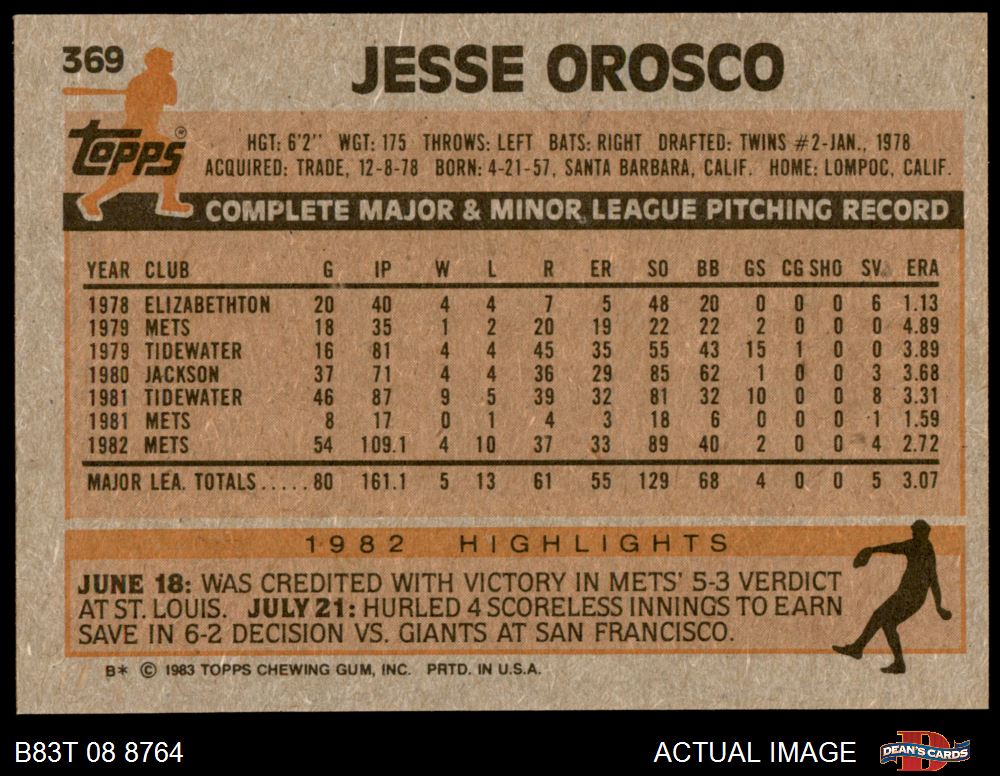 369
JESSE OROSCO
Topps®
HGT: 6'2'' WGT: 175 THROWS: LEFT BATS: RIGHT DRAFTED: TWINS #2-JAN., 1978
ACQUIRED: TRADE, 12-8-78 BORN: 4-21-57, SANTA BARBARA, CALIF. HOME: LOMPOC, CALIF.
COMPLETE MAJOR & MINOR LEAGUE PITCHING RECORD
YEAR CLUB G IP W L R ER SO BB GS CG SHO SV. ERA
1978 ELIZABETHTON 20 40 4 4 7 5 48 20 0 0 0 6 1.13
1979 METS 18 35 1 2 20 19 22 22 2 0 0 0 4.89
1979 TIDEWATER 16 81 4 4 45 35 55 43 15 1 0 0 3.89
1980 JACKSON 37 71 4 4 36 29 85 62 1 0 0 3 3.68
1981 TIDEWATER 46 87 9 5 39 32 81 32 10 0 0 8 3.31
1981 METS 8 17 0 1 4 3 18 6 0 0 0 1 1.59
1982 METS 54 109.1 4 10 37 33 89 40 2 0 0 4 2.72
MAJOR LEA. TOTALS.....80 161.1 5 13 61 55 129 68 4 0 0 5 3.07
1982 HIGHLIGHTS
JUNE 18: WAS CREDITED WITH VICTORY IN METS' 5-3 VERDICT
AT ST. LOUIS. JULY 21: HURLED 4 SCORELESS INNINGS TO EARN
SAVE IN 6-2 DECISION VS. GIANTS AT SAN FRANCISCO.
B* © 1983 TOPPS CHEWING GUM, INC. PRTD. IN U.S.A.
B83T 08 8764
ACTUAL IMAGE
D
DEAN'S CARDS